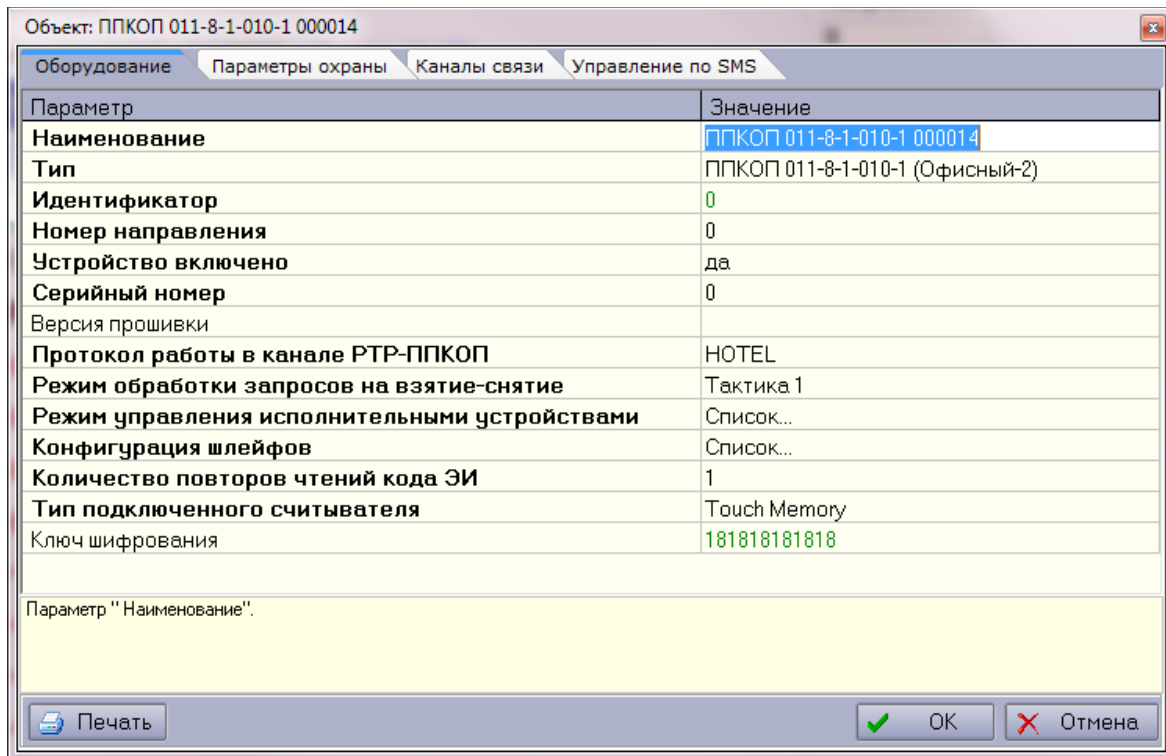 Объект: ППКОП 011-8-1-010-1 000014
Оборудование Параметры охраны Каналы связи Управление по SMS
Параметр Значение
Наименование ППКОП 011-8-1-010-1 000014
Тип ППКОП 011-8-1-010-1 (Офисный-2)
Идентификатор 0
Номер направления 0
Устройство включено да
Серийный номер 0
Версия прошивки
Протокол работы в канале РТР-ППКОП HOTEL
Режим обработки запросов на взятие-снятие Тактика 1
Режим управления исполнительными устройствами Список...
Конфигурация шлейфов Список...
Количество повторов чтений кода ЭИ 1
Тип подключенного считывателя Touch Memory
Ключ шифрования 181818181818
Параметр " Наименование".
Печать OK Отмена